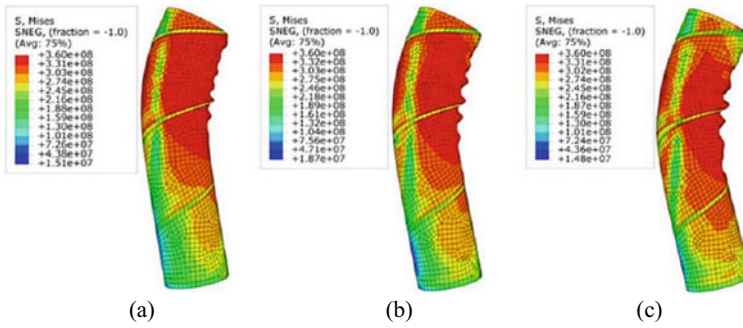 S, Mises
SNEG, (fraction = -1.0)
(Avg: 75%)
+3.60e+08
+3.31e+08
+3.03e+08
+2.74e+08
+2.45e+08
+2.16e+08
+1.88e+08
+1.59e+08
+1.30e+08
+1.01e+08
+7.26e+07
+4.38e+07
+1.51e+07
(a)
S, Mises
SNEG, (fraction = -1.0)
(Avg: 75%)
+3.60e+08
+3.32e+08
+3.03e+08
+2.75e+08
+2.46e+08
+2.18e+08
+1.89e+08
+1.61e+08
+1.32e+08
+1.04e+08
+7.56e+07
+4.71e+07
+1.87e+07
(b)
S, Mises
SNEG, (fraction = -1.0)
(Avg: 75%)
+3.60e+08
+3.31e+08
+3.02e+08
+2.74e+08
+2.45e+08
+2.16e+08
+1.87e+08
+1.59e+08
+1.30e+08
+1.01e+08
+7.24e+07
+4.36e+07
+1.48e+07
(c)